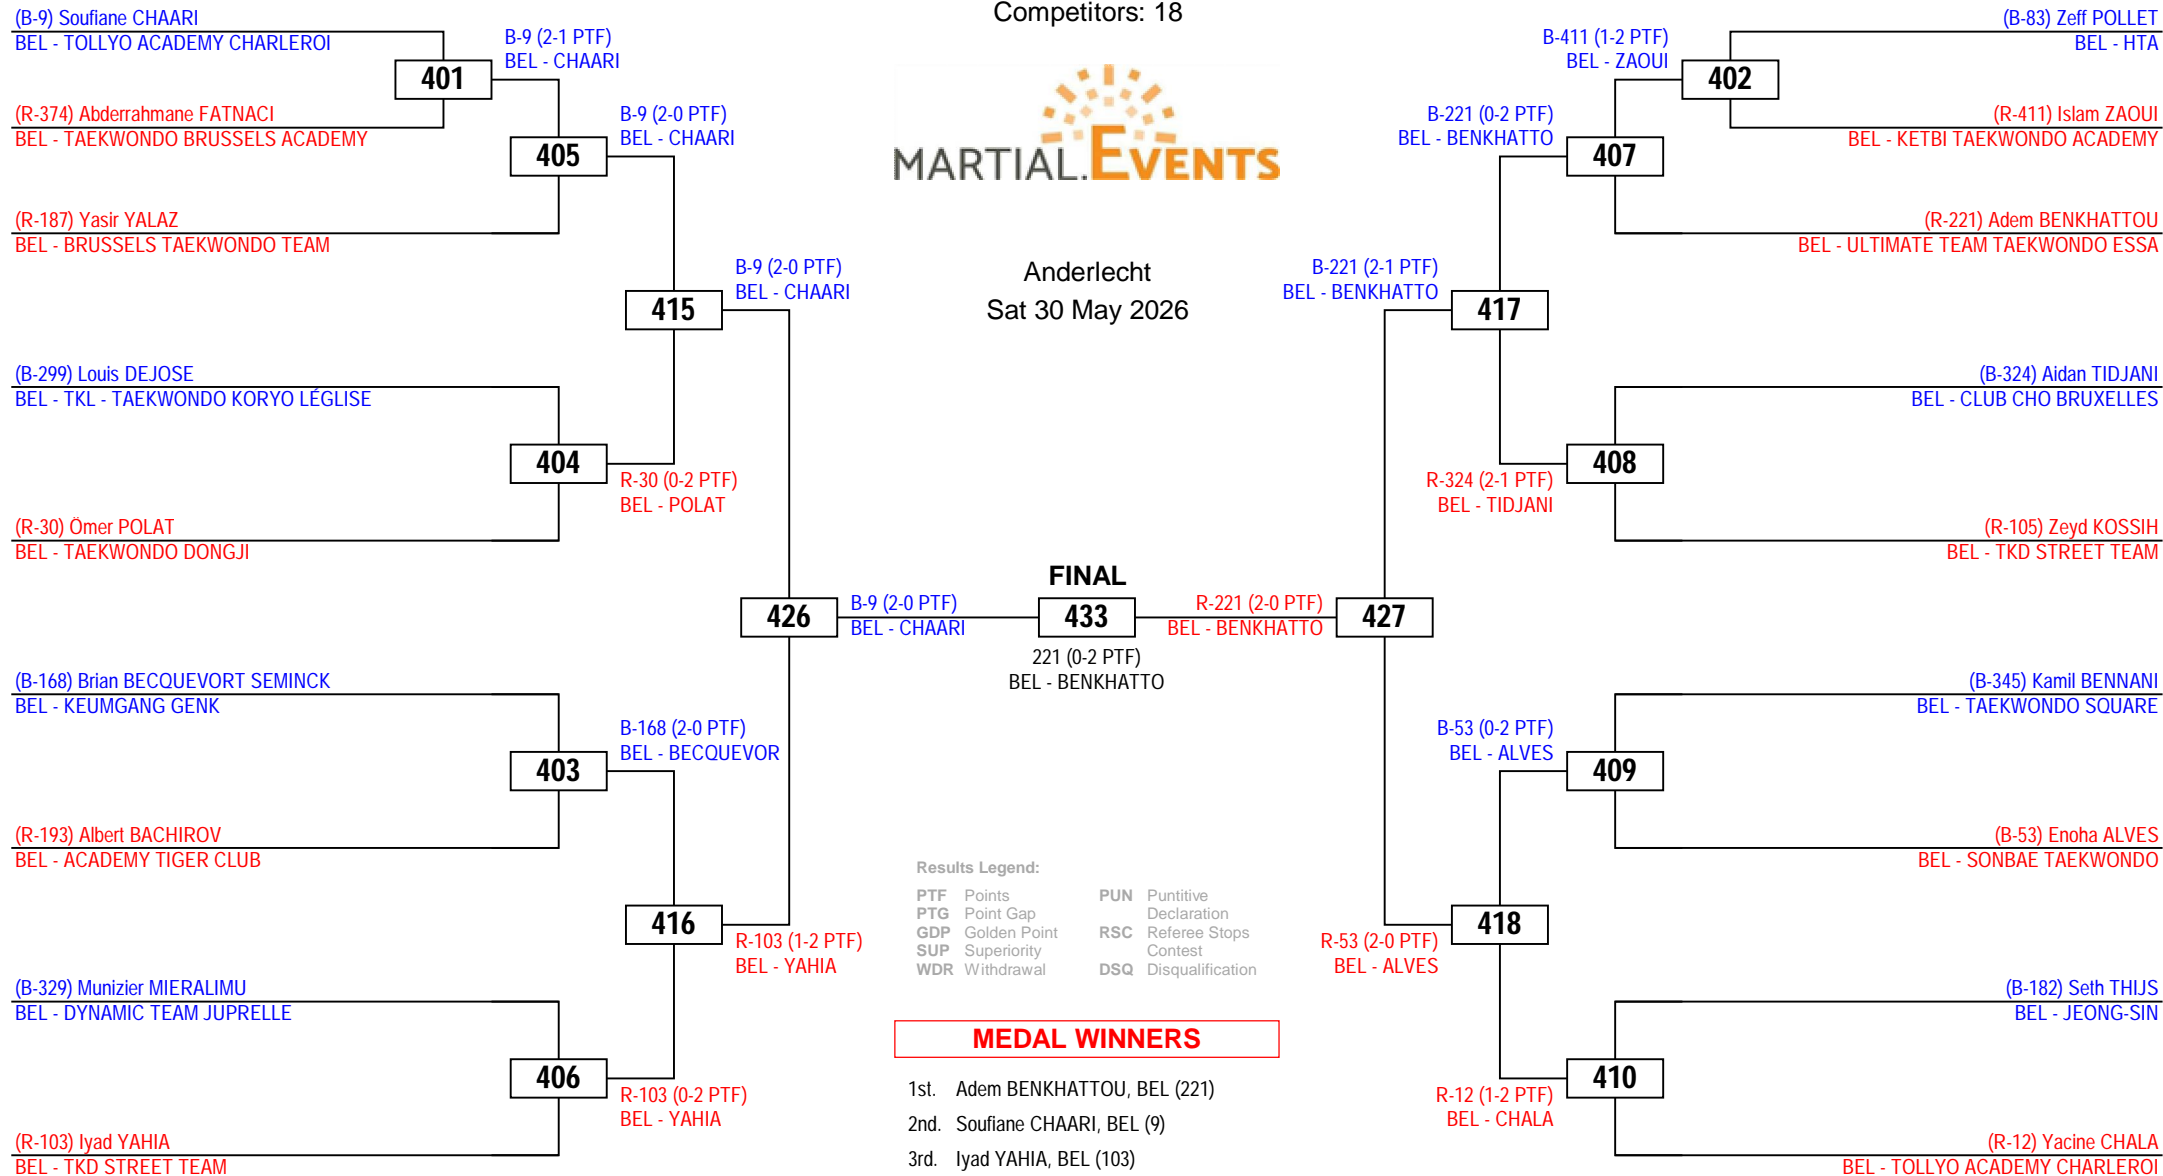 Competitors: 18
MARTIAL.EVENTS
Anderlecht
Sat 30 May 2026
(B-9) Soufiane CHAARI
BEL - TOLLYO ACADEMY CHARLEROI
401
(R-374) Abderrahmane FATNACI
BEL - TAEKWONDO BRUSSELS ACADEMY
B-9 (2-1 PTF)
BEL - CHAARI
405
(R-187) Yasir YALAZ
BEL - BRUSSELS TAEKWONDO TEAM
B-9 (2-0 PTF)
BEL - CHAARI
415
B-9 (2-0 PTF)
BEL - CHAARI
(B-299) Louis DEJOSE
BEL - TKL - TAEKWONDO KORYO LÉGLISE
404
R-30 (0-2 PTF)
BEL - POLAT
(R-30) Ömer POLAT
BEL - TAEKWONDO DONGJI
426
B-9 (2-0 PTF)
BEL - CHAARI
(B-168) Brian BECQUEVORT SEMINCK
BEL - KEUMGANG GENK
403
B-168 (2-0 PTF)
BEL - BECQUEVOR
(R-193) Albert BACHIROV
BEL - ACADEMY TIGER CLUB
416
R-103 (1-2 PTF)
BEL - YAHIA
(B-329) Munizier MIERALIMU
BEL - DYNAMIC TEAM JUPRELLE
406
R-103 (0-2 PTF)
BEL - YAHIA
(R-103) Iyad YAHIA
BEL - TKD STREET TEAM
FINAL
433
221 (0-2 PTF)
BEL - BENKHATTO
(B-83) Zeff POLLET
BEL - HTA
B-411 (1-2 PTF)
BEL - ZAOUI
402
(R-411) Islam ZAOUI
BEL - KETBI TAEKWONDO ACADEMY
B-221 (0-2 PTF)
BEL - BENKHATTO
407
(R-221) Adem BENKHATTOU
BEL - ULTIMATE TEAM TAEKWONDO ESSA
B-221 (2-1 PTF)
BEL - BENKHATTO
417
(B-324) Aidan TIDJANI
BEL - CLUB CHO BRUXELLES
408
R-324 (2-1 PTF)
BEL - TIDJANI
(R-105) Zeyd KOSSIH
BEL - TKD STREET TEAM
R-221 (2-0 PTF)
BEL - BENKHATTO
427
(B-345) Kamil BENNANI
BEL - TAEKWONDO SQUARE
B-53 (0-2 PTF)
BEL - ALVES
409
(B-53) Enoha ALVES
BEL - SONBAE TAEKWONDO
418
R-53 (2-0 PTF)
BEL - ALVES
(B-182) Seth THIJS
BEL - JEONG-SIN
410
R-12 (1-2 PTF)
BEL - CHALA
(R-12) Yacine CHALA
BEL - TOLLYO ACADEMY CHARLEROI
Results Legend:
PTF Points
PTG Point Gap
GDP Golden Point
SUP Superiority
WDR Withdrawal
PUN Puntitive
Declaration
RSC Referee Stops
Contest
DSQ Disqualification
MEDAL WINNERS
1st. Adem BENKHATTOU, BEL (221)
2nd. Soufiane CHAARI, BEL (9)
3rd. Iyad YAHIA, BEL (103)